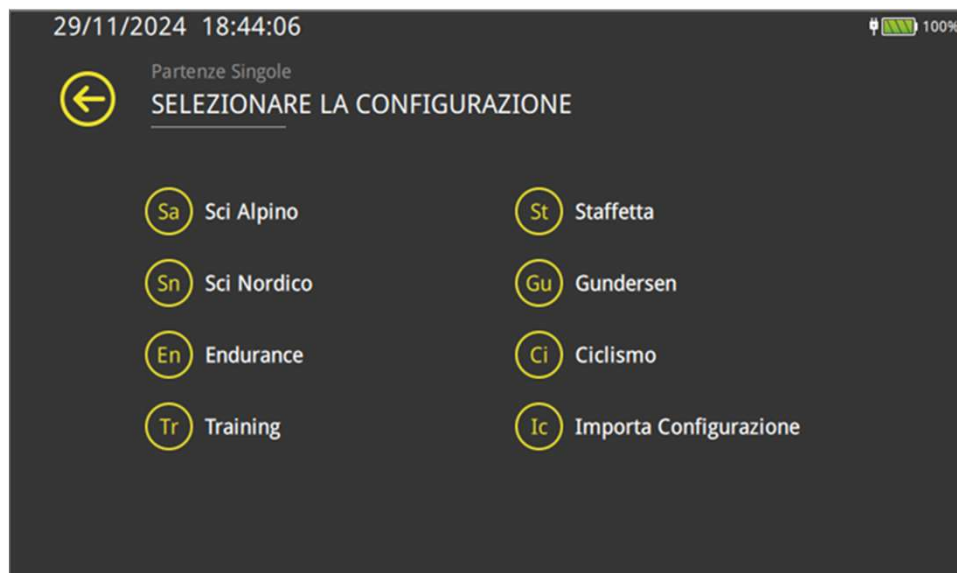 29/11/2024 18:44:06 100%
Partenze Singole
SELEZIONARE LA CONFIGURAZIONE
Sa Sci Alpino
St Staffetta
Sn Sci Nordico
Gu Gundersen
En Endurance
Ci Ciclismo
Tr Training
Ic Importa Configurazione